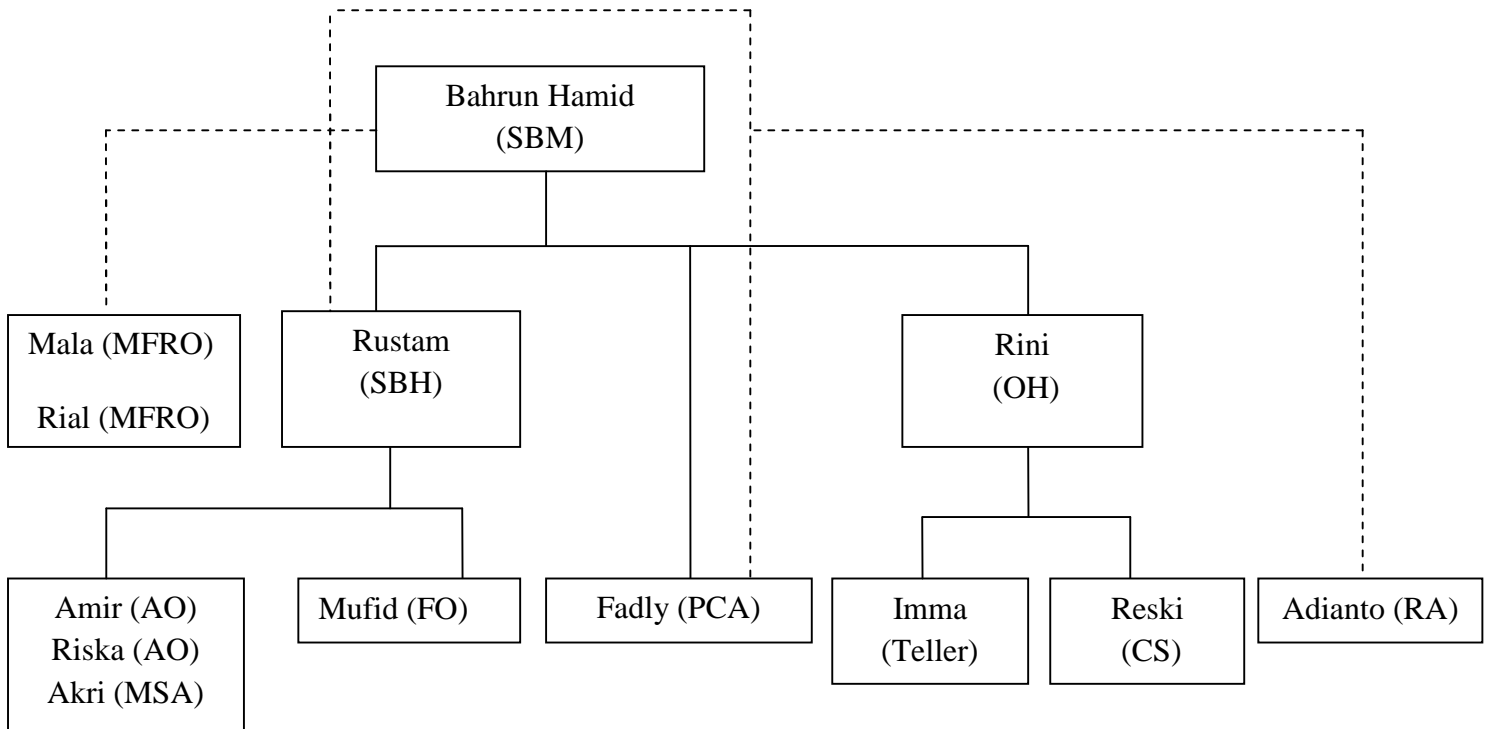 Bahrun Hamid
(SBM)
Mala (MFRO)
Rial (MFRO)
Rustam
(SBH)
Rini
(OH)
Amir (AO)
Riska (AO)
Akri (MSA)
Mufid (FO)
Fadly (PCA)
Imma
(Teller)
Reski
(CS)
Adianto (RA)